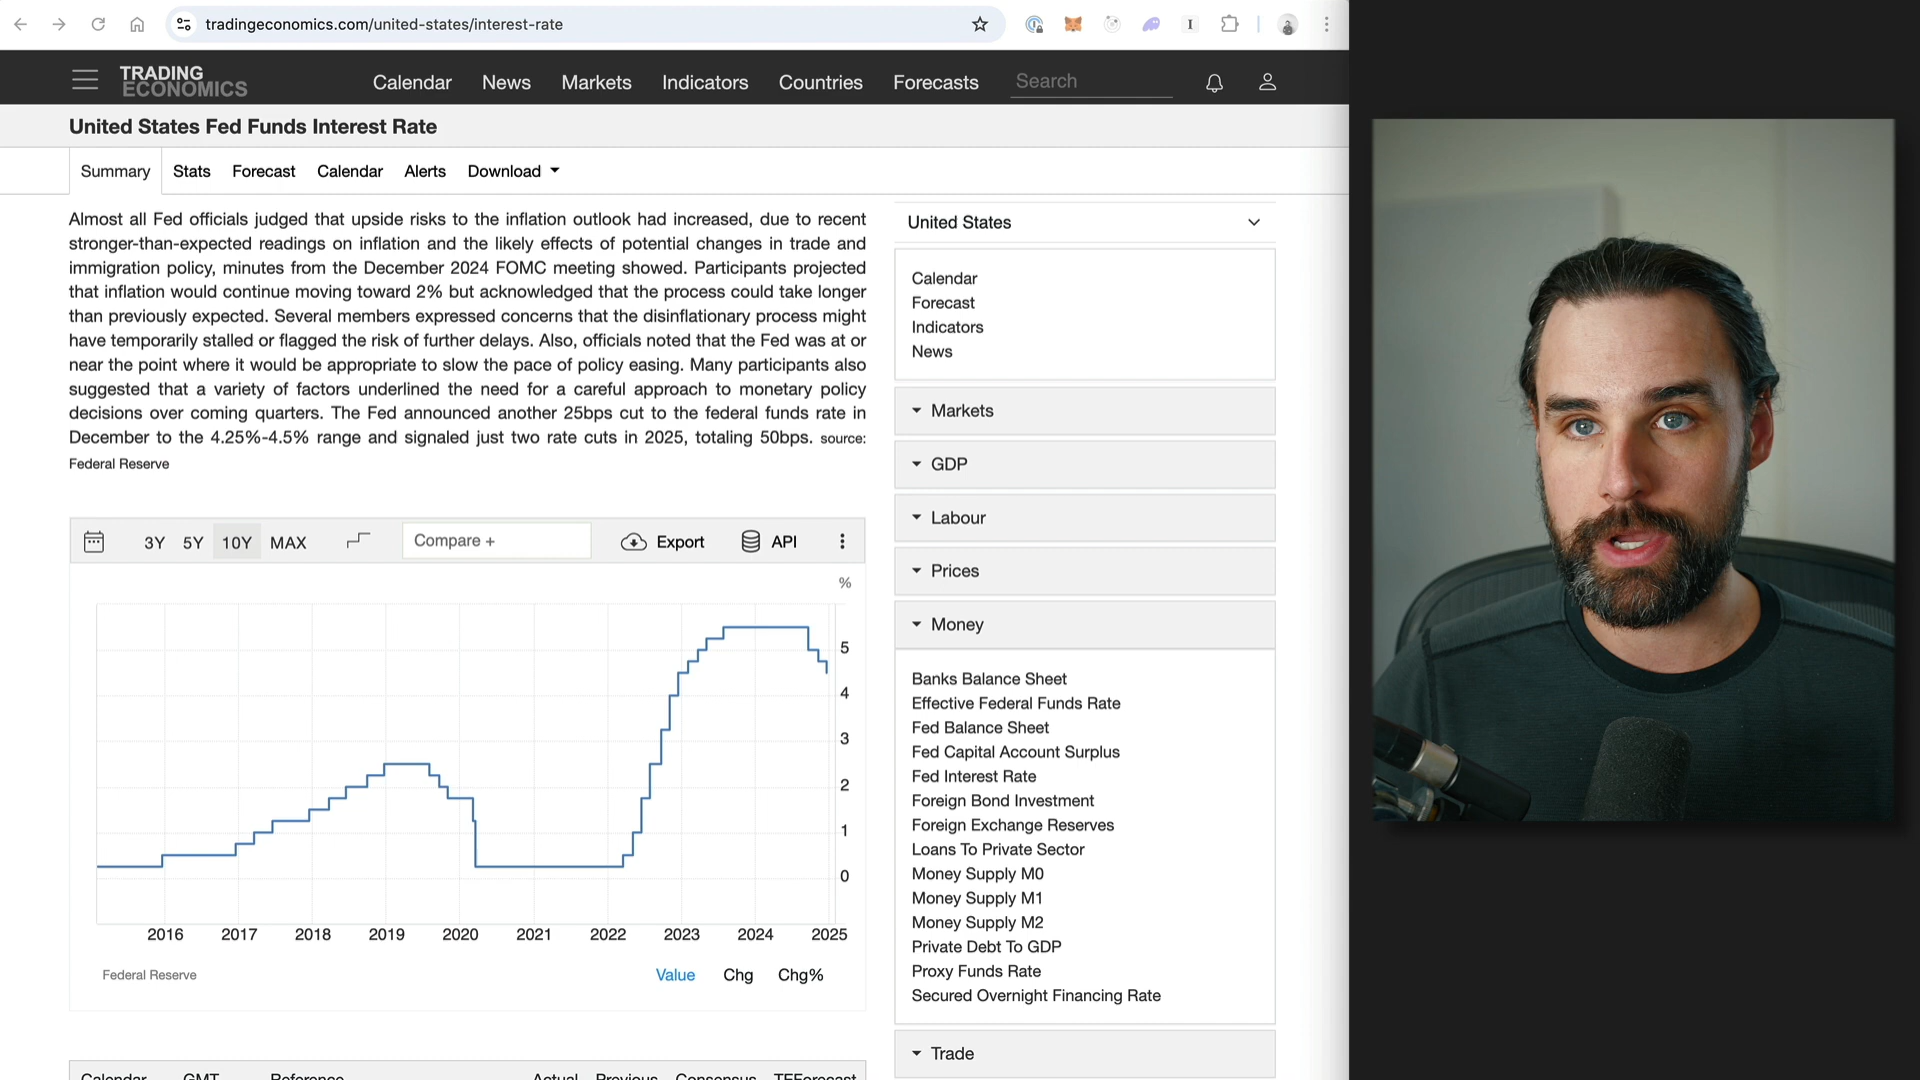 tradingeconomics.com/united-states/interest-rate
TRADING
ECONOMICS
Calendar News Markets Indicators Countries Forecasts Search
United States Fed Funds Interest Rate
Summary Stats Forecast Calendar Alerts Download
Almost all Fed officials judged that upside risks to the inflation outlook had increased, due to recent
stronger-than-expected readings on inflation and the likely effects of potential changes in trade and
immigration policy, minutes from the December 2024 FOMC meeting showed. Participants projected
that inflation would continue moving toward 2% but acknowledged that the process could take longer
than previously expected. Several members expressed concerns that the disinflationary process might
have temporarily stalled or flagged the risk of further delays. Also, officials noted that the Fed was at or
near the point where it would be appropriate to slow the pace of policy easing. Many participants also
suggested that a variety of factors underlined the need for a careful approach to monetary policy
decisions over coming quarters. The Fed announced another 25bps cut to the federal funds rate in
December to the 4.25%-4.5% range and signaled just two rate cuts in 2025, totaling 50bps. source:
Federal Reserve
3Y 5Y 10Y MAX Compare + Export API
%
5
4
3
2
1
0
2016 2017 2018 2019 2020 2021 2022 2023 2024 2025
Federal Reserve Value Chg Chg%
Calendar GMT Reference Actual Previous Consensus TEForecast
United States
Calendar
Forecast
Indicators
News
Markets
GDP
Labour
Prices
Money
Banks Balance Sheet
Effective Federal Funds Rate
Fed Balance Sheet
Fed Capital Account Surplus
Fed Interest Rate
Foreign Bond Investment
Foreign Exchange Reserves
Loans To Private Sector
Money Supply M0
Money Supply M1
Money Supply M2
Private Debt To GDP
Proxy Funds Rate
Secured Overnight Financing Rate
Trade